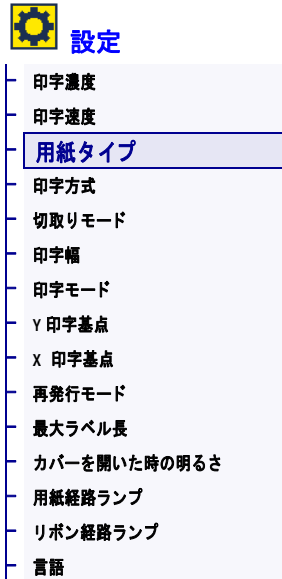 設定
印字濃度
印字速度
用紙タイプ
印字方式
切取りモード
印字幅
印字モード
Y 印字基点
X 印字基点
再発行モード
最大ラベル長
カバーを開いた時の明るさ
用紙経路ランプ
リボン経路ランプ
言語